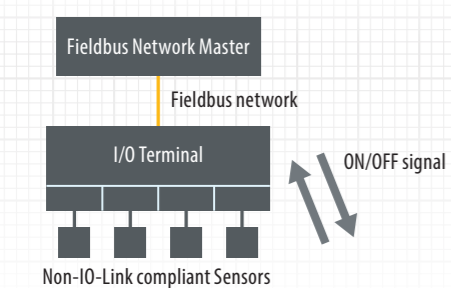 Fieldbus Network Master
Fieldbus network
I/O Terminal
ON/OFF signal
Non-IO-Link compliant Sensors